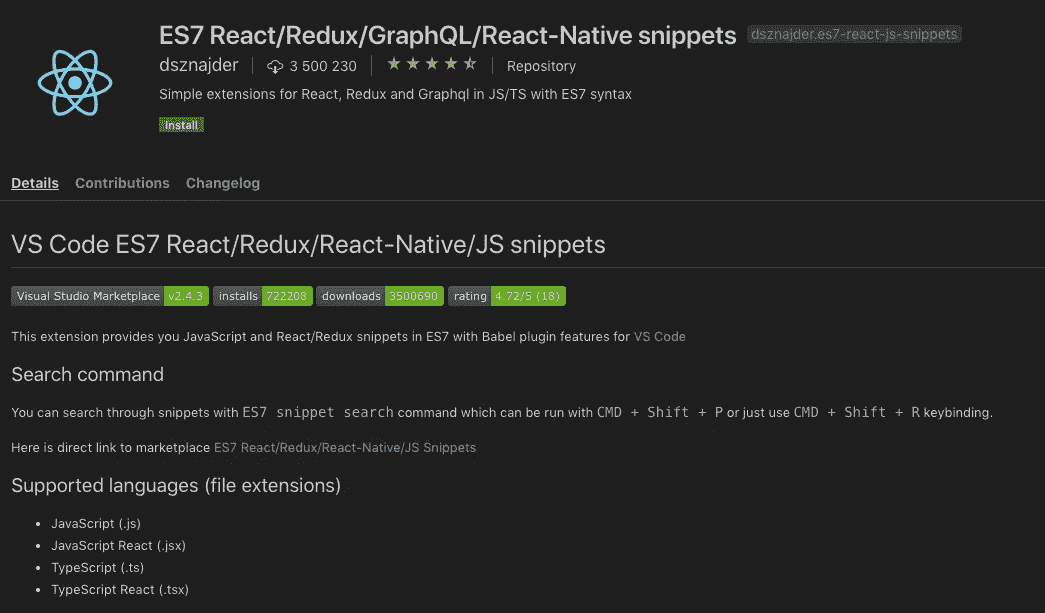 ES7 React/Redux/GraphQL/React-Native snippets dsznajder.es7-react-js-snippets
dsznajder 3 500 230 Repository
Simple extensions for React, Redux and Graphql in JS/TS with ES7 syntax
Install
Details Contributions Changelog
VS Code ES7 React/Redux/React-Native/JS snippets
Visual Studio Marketplace v2.4.3 installs 722208 downloads 3500690 rating 4.72/5 (18)
This extension provides you JavaScript and React/Redux snippets in ES7 with Babel plugin features for VS Code
Search command
You can search through snippets with ES7 snippet search command which can be run with CMD + Shift + P or just use CMD + Shift + R keybinding.
Here is direct link to marketplace ES7 React/Redux/React-Native/JS Snippets
Supported languages (file extensions)
• JavaScript (.js)
• JavaScript React (.jsx)
• TypeScript (.ts)
• TypeScript React (.tsx)